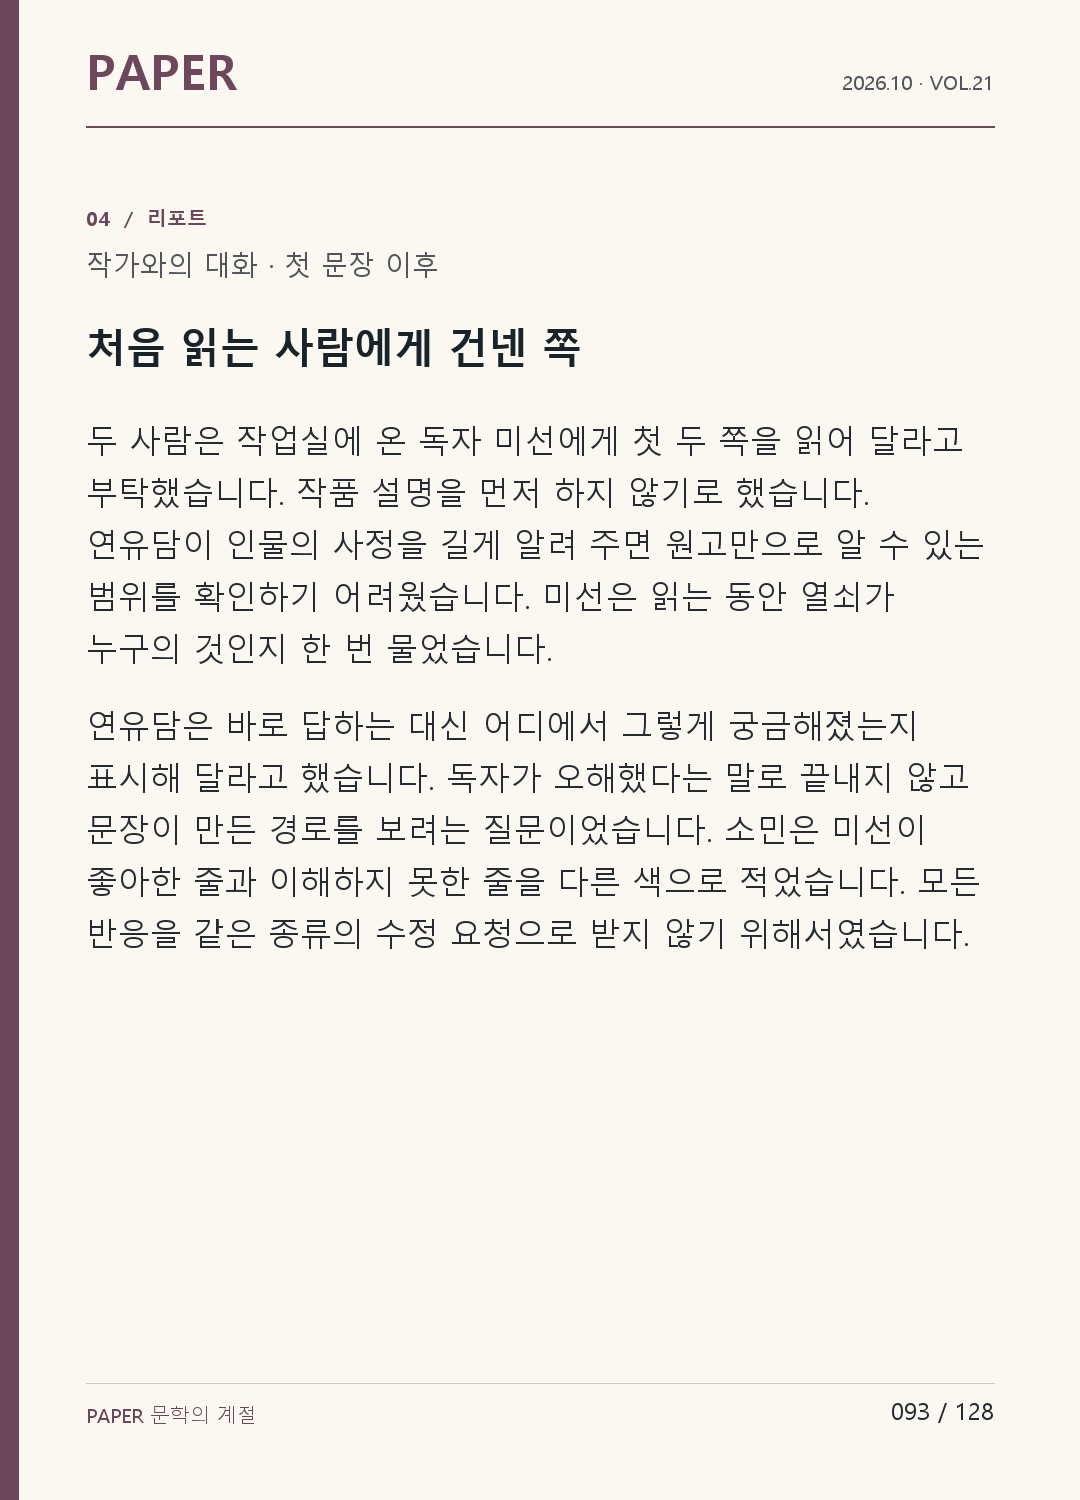 PAPER
2026.10 · VOL.21
04 / 리포트
작가와의 대화 · 첫 문장 이후
처음 읽는 사람에게 건넨 쪽
두 사람은 작업실에 온 독자 미선에게 첫 두 쪽을 읽어 달라고
부탁했습니다. 작품 설명을 먼저 하지 않기로 했습니다.
연유담이 인물의 사정을 길게 알려 주면 원고만으로 알 수 있는
범위를 확인하기 어려웠습니다. 미선은 읽는 동안 열쇠가
누구의 것인지 한 번 물었습니다.
연유담은 바로 답하는 대신 어디에서 그렇게 궁금해졌는지
표시해 달라고 했습니다. 독자가 오해했다는 말로 끝내지 않고
문장이 만든 경로를 보려는 질문이었습니다. 소민은 미선이
좋아한 줄과 이해하지 못한 줄을 다른 색으로 적었습니다. 모든
반응을 같은 종류의 수정 요청으로 받지 않기 위해서였습니다.
PAPER 문학의 계절
093 / 128